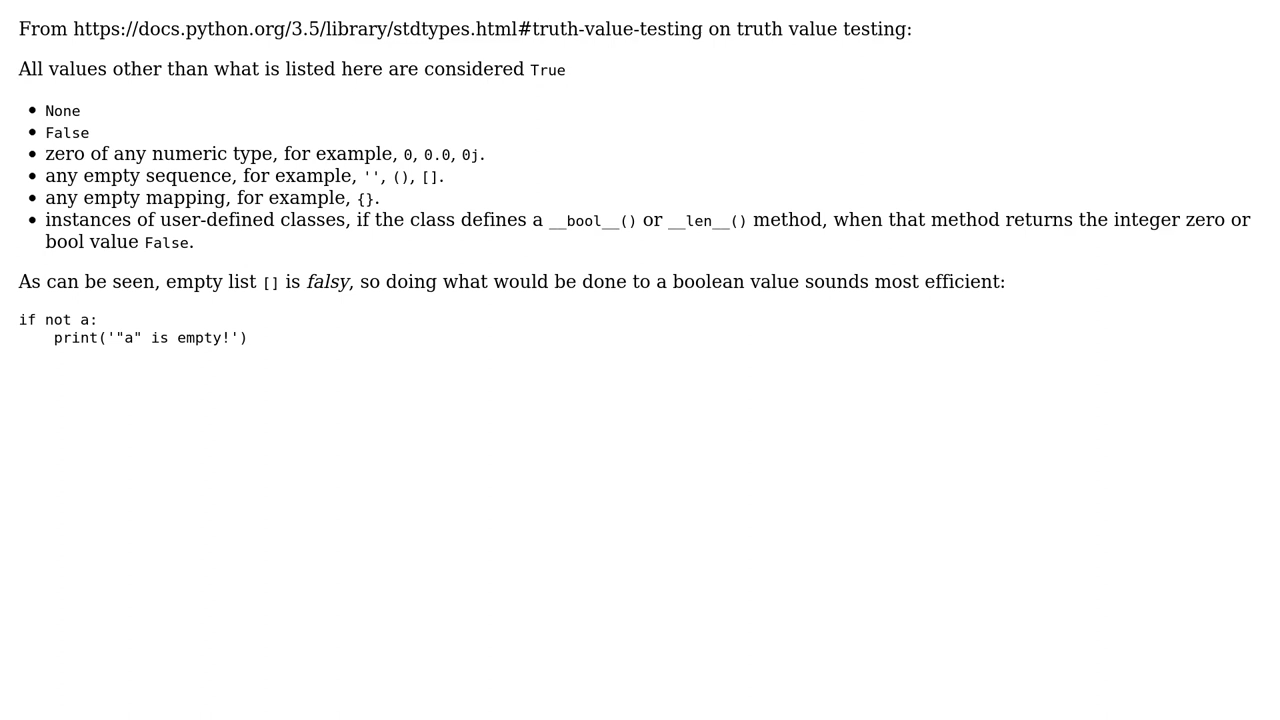 From https://docs.python.org/3.5/library/stdtypes.html#truth-value-testing on truth value testing:
All values other than what is listed here are considered True
• None
• False
• zero of any numeric type, for example, 0, 0.0, 0j.
• any empty sequence, for example, '', (), [].
• any empty mapping, for example, {}.
• instances of user-defined classes, if the class defines a __bool__() or __len__() method, when that method returns the integer zero or
bool value False.
As can be seen, empty list [] is falsy, so doing what would be done to a boolean value sounds most efficient:
if not a:
    print('"a" is empty!')